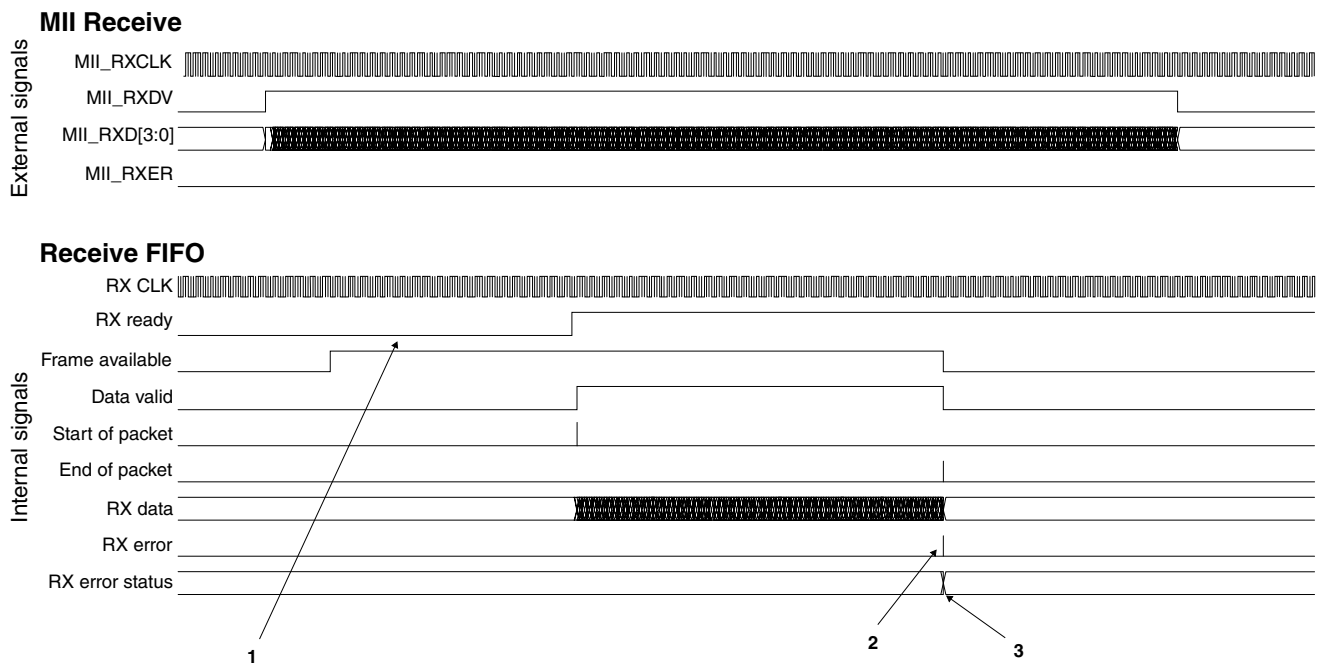 MII Receive
External signals
MII_RXCLK
MII_RXDV
MII_RXD[3:0]
MII_RXER
Receive FIFO
Internal signals
RX CLK
RX ready
Frame available
Data valid
Start of packet
End of packet
RX data
RX error
RX error status
1
2
3